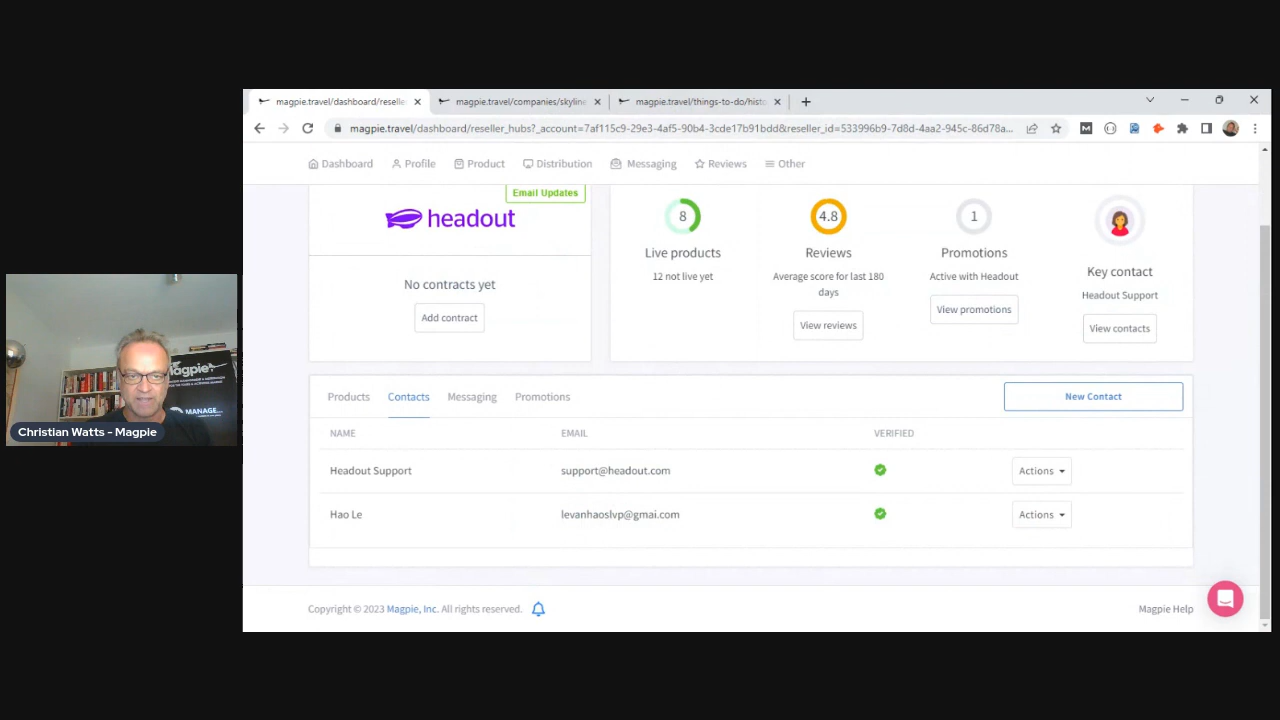 magpie.travel/dashboard/reselle
magpie.travel/companies/skyline
magpie.travel/things-to-do/histo
magpie.travel/dashboard/reseller_hubs?_account=7af115c9-29e3-4af5-90b4-3cde17b91bdd&reseller_id=533996b9-7d8d-4aa2-945c-86d78a...
Dashboard Profile Product Distribution Messaging Reviews Other
Email Updates
headout
No contracts yet
Add contract
8
Live products
12 not live yet
4.8
Reviews
Average score for last 180
days
View reviews
1
Promotions
Active with Headout
View promotions
Key contact
Headout Support
View contacts
Products Contacts Messaging Promotions
New Contact
NAME EMAIL VERIFIED
Headout Support support@headout.com Actions
Hao Le levanhaoslvp@gmai.com Actions
Copyright © 2023 Magpie, Inc. All rights reserved.
Magpie Help
MANAGE...
Christian Watts - Magpie